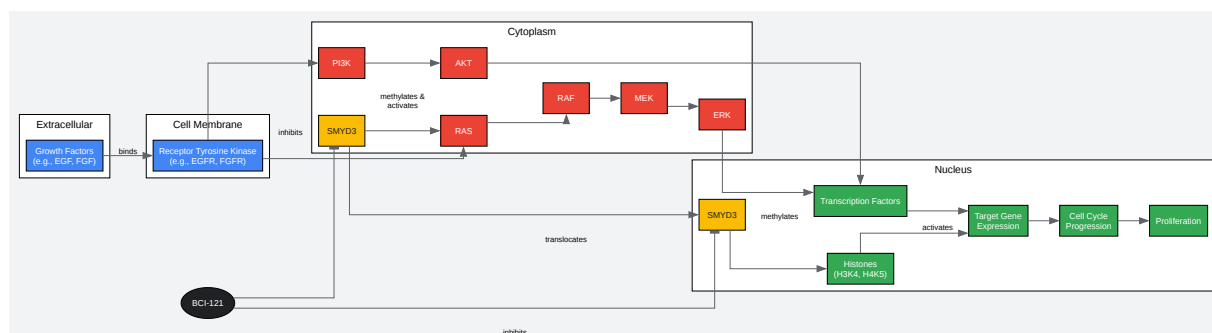 Cytoplasm
PI3K
AKT
methylates &
activates
RAF
MEK
ERK
SMYD3
RAS
Extracellular
Growth Factors
(e.g., EGF, FGF)
binds
Cell Membrane
Receptor Tyrosine Kinase
(e.g., EGFR, FGFR)
inhibits
Nucleus
SMYD3
methylates
Transcription Factors
activates
Histones
(H3K4, H4K5)
Target Gene
Expression
Cell Cycle
Progression
Proliferation
translocates
BCI-121
inhibits